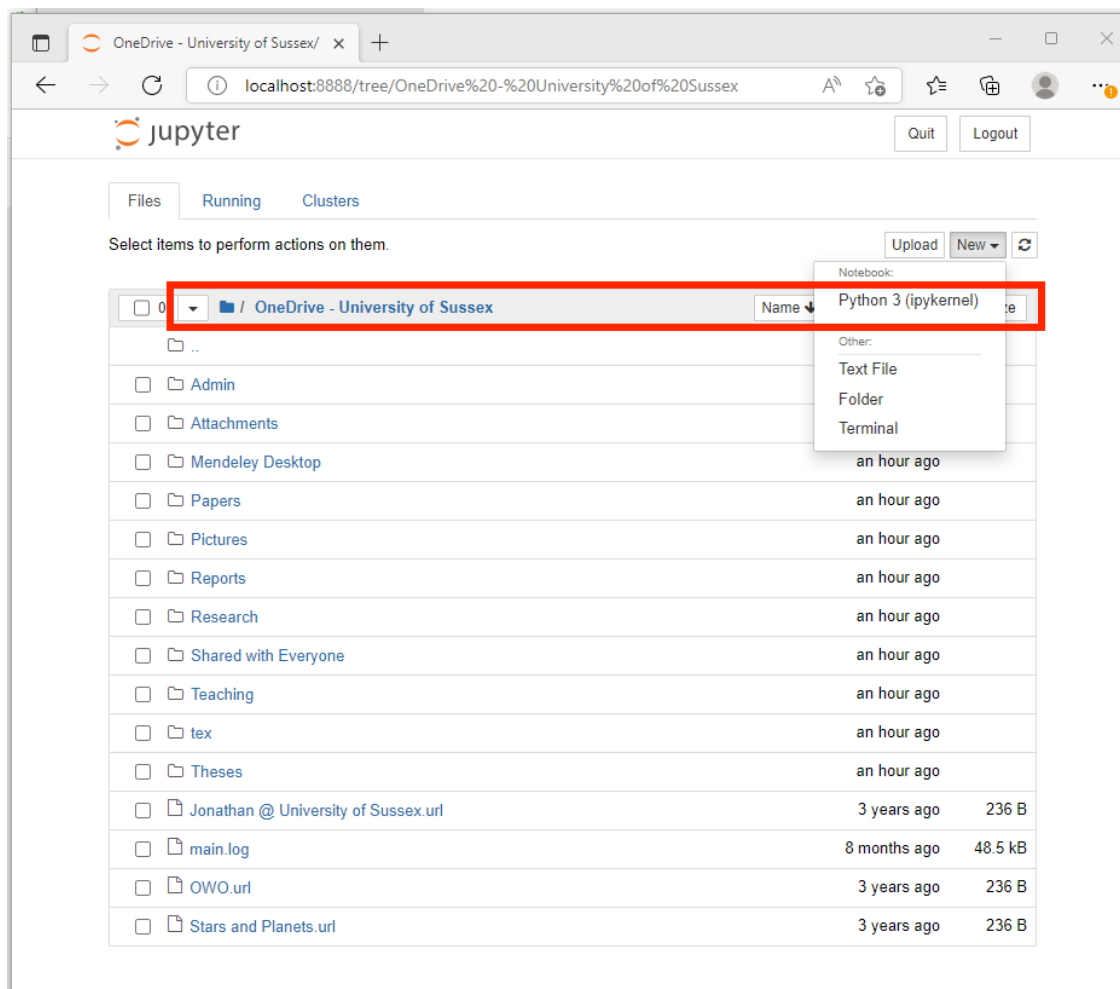 OneDrive - University of Sussex/
localhost:8888/tree/OneDrive%20-%20University%20of%20Sussex
jupyter
Quit Logout
Files Running Clusters
Select items to perform actions on them.
Upload New
Notebook:
0 / OneDrive - University of Sussex Name Python 3 (ipykernel) ze
..
Other:
Admin
Text File
Folder
Attachments
Terminal
Mendeley Desktop an hour ago
Papers an hour ago
Pictures an hour ago
Reports an hour ago
Research an hour ago
Shared with Everyone an hour ago
Teaching an hour ago
tex an hour ago
Theses an hour ago
Jonathan @ University of Sussex.url 3 years ago 236 B
main.log 8 months ago 48.5 kB
OWO.url 3 years ago 236 B
Stars and Planets.url 3 years ago 236 B